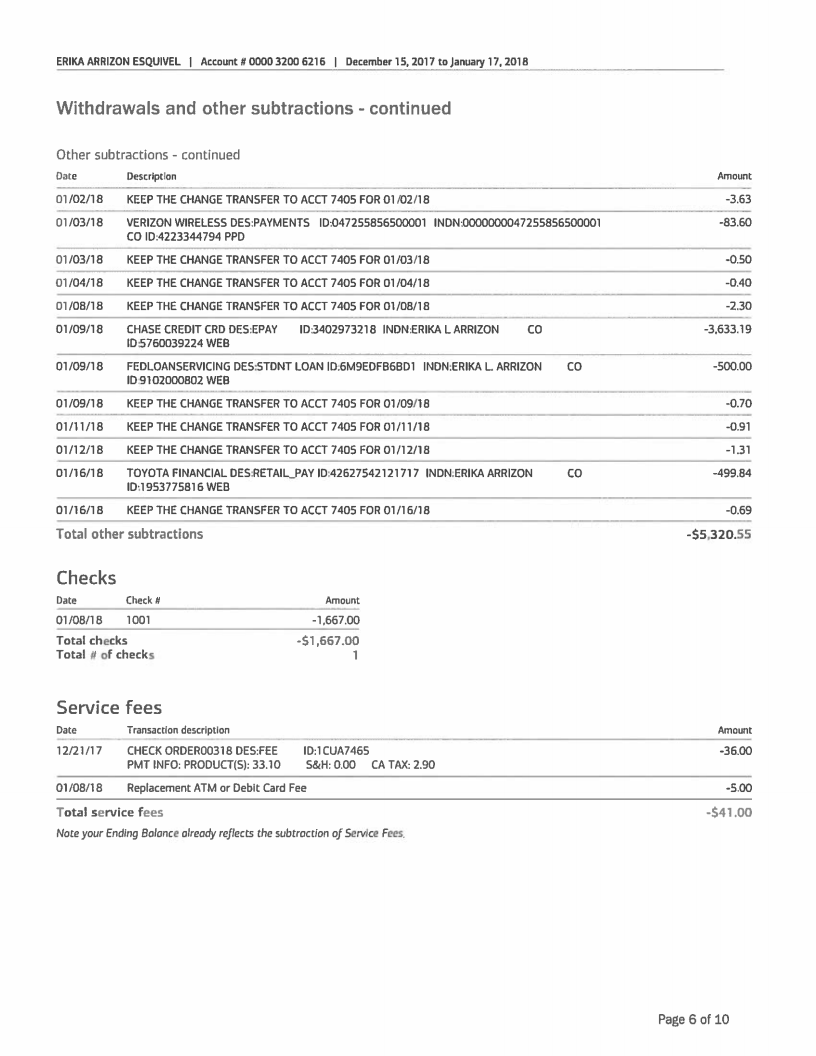 ERIKA ARRIZON ESQUIVEL | Account # 0000 3200 6216 | December 15, 2017 to January 17, 2018
Withdrawals and other subtractions - continued
Other subtractions - continued
Date Description Amount
01/02/18 KEEP THE CHANGE TRANSFER TO ACCT 7405 FOR 01/02/18 -3.63
01/03/18 VERIZON WIRELESS DES:PAYMENTS ID:047255856500001 INDN:0000000047255856500001 -83.60
CO ID:4223344794 PPD
01/03/18 KEEP THE CHANGE TRANSFER TO ACCT 7405 FOR 01/03/18 -0.50
01/04/18 KEEP THE CHANGE TRANSFER TO ACCT 7405 FOR 01/04/18 -0.40
01/08/18 KEEP THE CHANGE TRANSFER TO ACCT 7405 FOR 01/08/18 -2.30
01/09/18 CHASE CREDIT CRD DES:EPAY ID:3402973218 INDN:ERIKA L ARRIZON CO -3,633.19
ID:5760039224 WEB
01/09/18 FEDLOANSERVICING DES:STDNT LOAN ID:6M9EDFB6BD1 INDN:ERIKA L. ARRIZON CO -500.00
ID:9102000802 WEB
01/09/18 KEEP THE CHANGE TRANSFER TO ACCT 7405 FOR 01/09/18 -0.70
01/11/18 KEEP THE CHANGE TRANSFER TO ACCT 7405 FOR 01/11/18 -0.91
01/12/18 KEEP THE CHANGE TRANSFER TO ACCT 7405 FOR 01/12/18 -1.31
01/16/18 TOYOTA FINANCIAL DES:RETAIL_PAY ID:42627542121717 INDN:ERIKA ARRIZON CO -499.84
ID:1953775816 WEB
01/16/18 KEEP THE CHANGE TRANSFER TO ACCT 7405 FOR 01/16/18 -0.69
Total other subtractions -$5,320.55
Checks
Date Check # Amount
01/08/18 1001 -1,667.00
Total checks -$1,667.00
Total # of checks 1
Service fees
Date Transaction description Amount
12/21/17 CHECK ORDER00318 DES:FEE ID:1CUA7465 -36.00
PMT INFO: PRODUCT(S): 33.10 S&H: 0.00 CA TAX: 2.90
01/08/18 Replacement ATM or Debit Card Fee -5.00
Total service fees -$41.00
Note your Ending Balance already reflects the subtraction of Service Fees.
Page 6 of 10